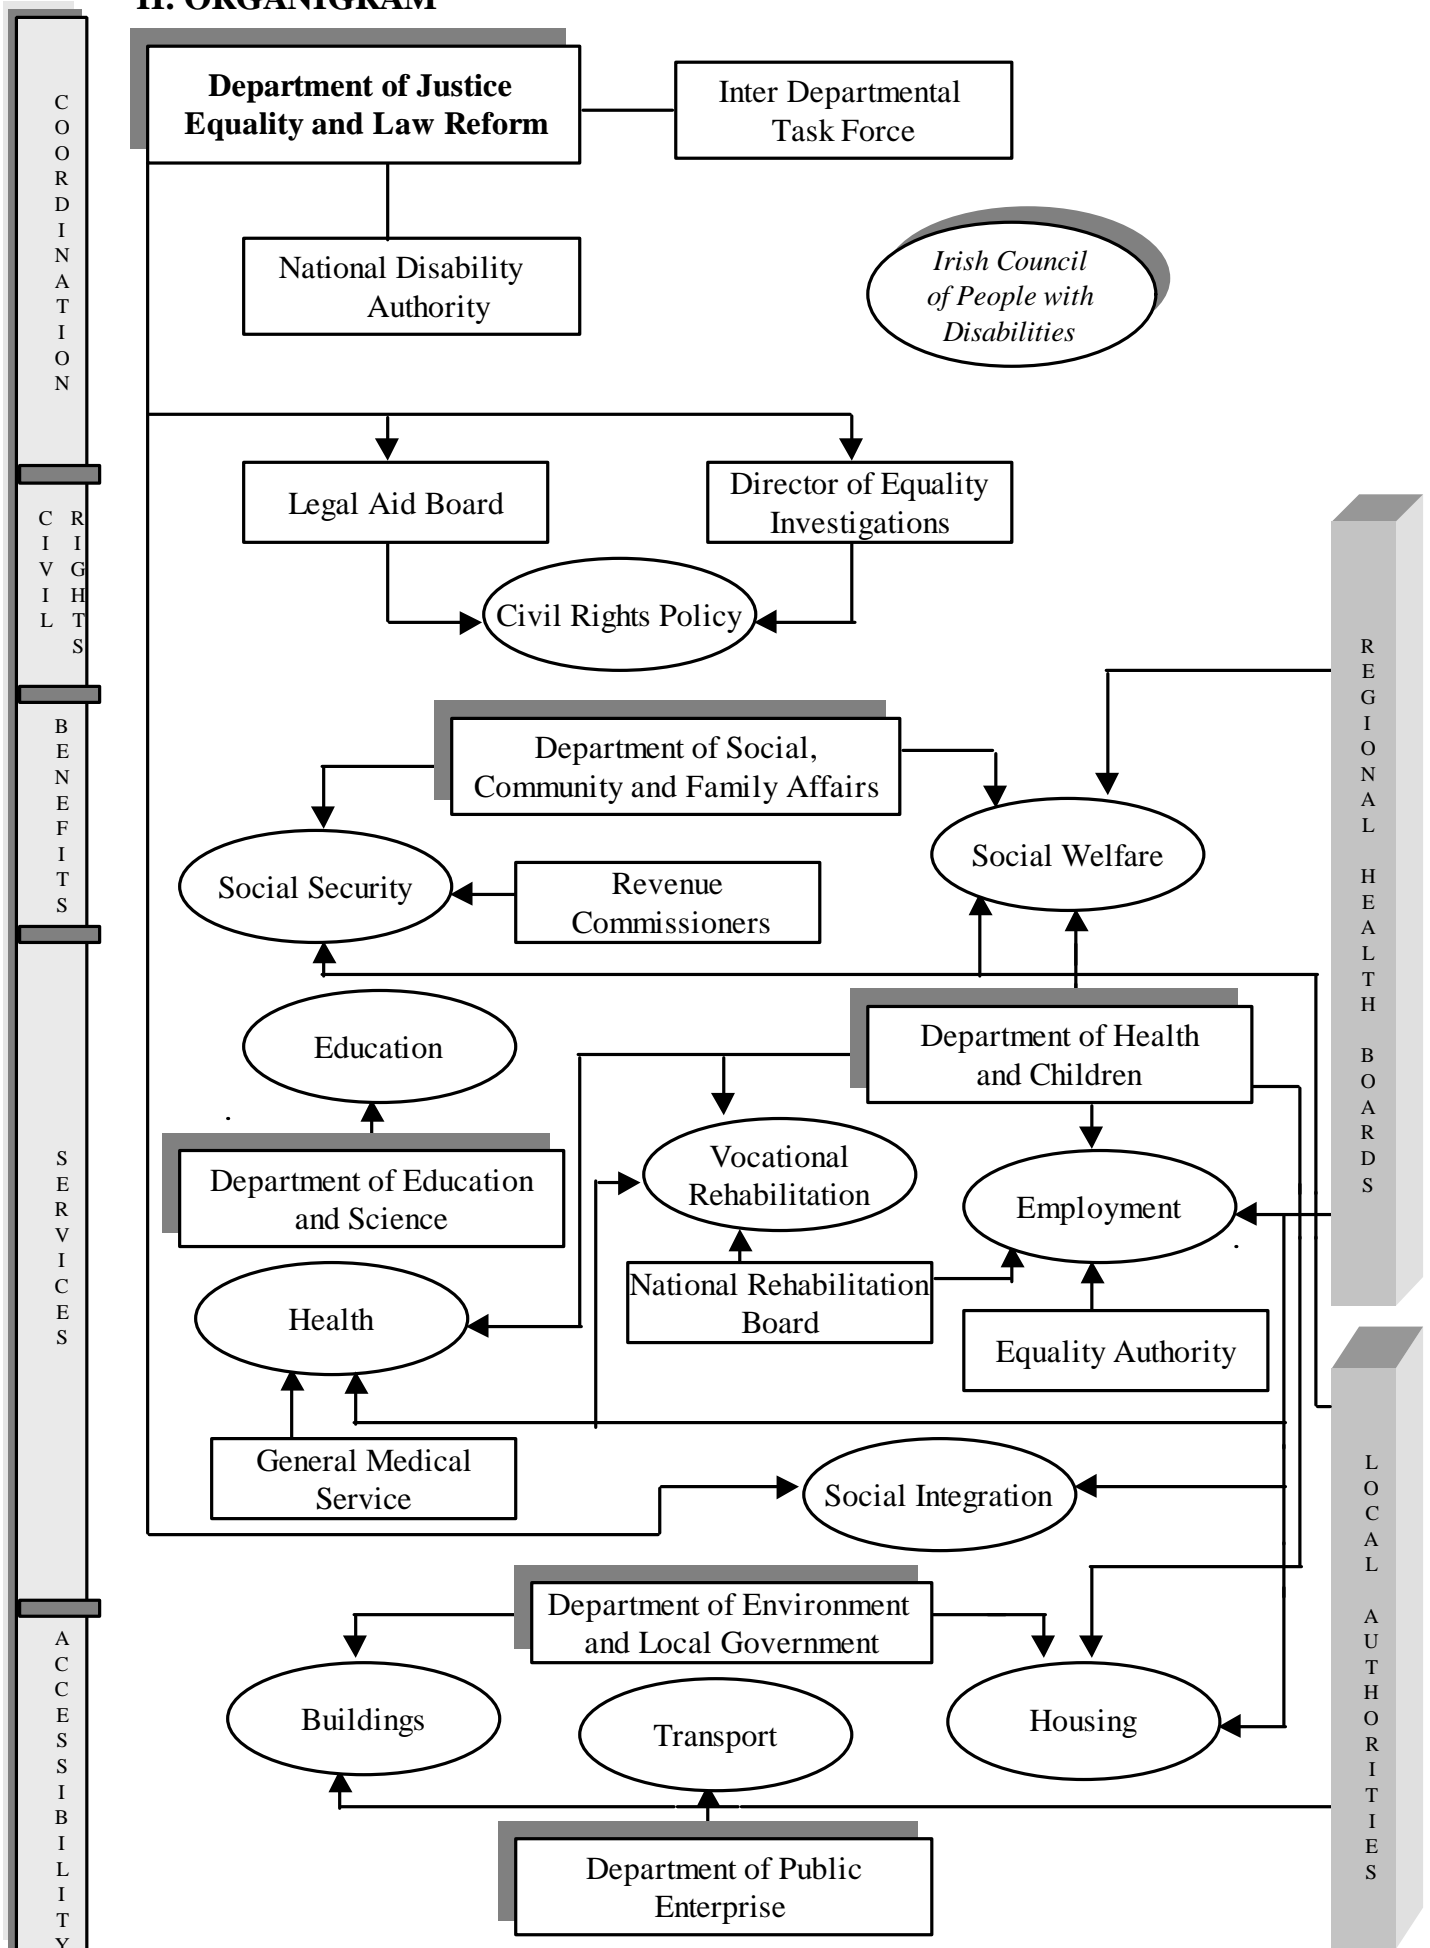 II. ORGANIGRAM
Department of Justice
Equality and Law Reform
Inter Departmental
Task Force
COORDINATION
National Disability
Authority
Irish Council
of People with
Disabilities
Legal Aid Board
Director of Equality
Investigations
CIVIL RIGHTS
Civil Rights Policy
REGIONAL HEALTH BOARDS
BENEFITS
Department of Social,
Community and Family Affairs
Social Security
Revenue
Commissioners
Social Welfare
SERVICES
Education
Department of Health
and Children
Department of Education
and Science
Vocational
Rehabilitation
Employment
Health
National Rehabilitation
Board
Equality Authority
General Medical
Service
Social Integration
LOCAL AUTHORITIES
ACCESSIBILITY
Department of Environment
and Local Government
Buildings
Transport
Housing
Department of Public
Enterprise